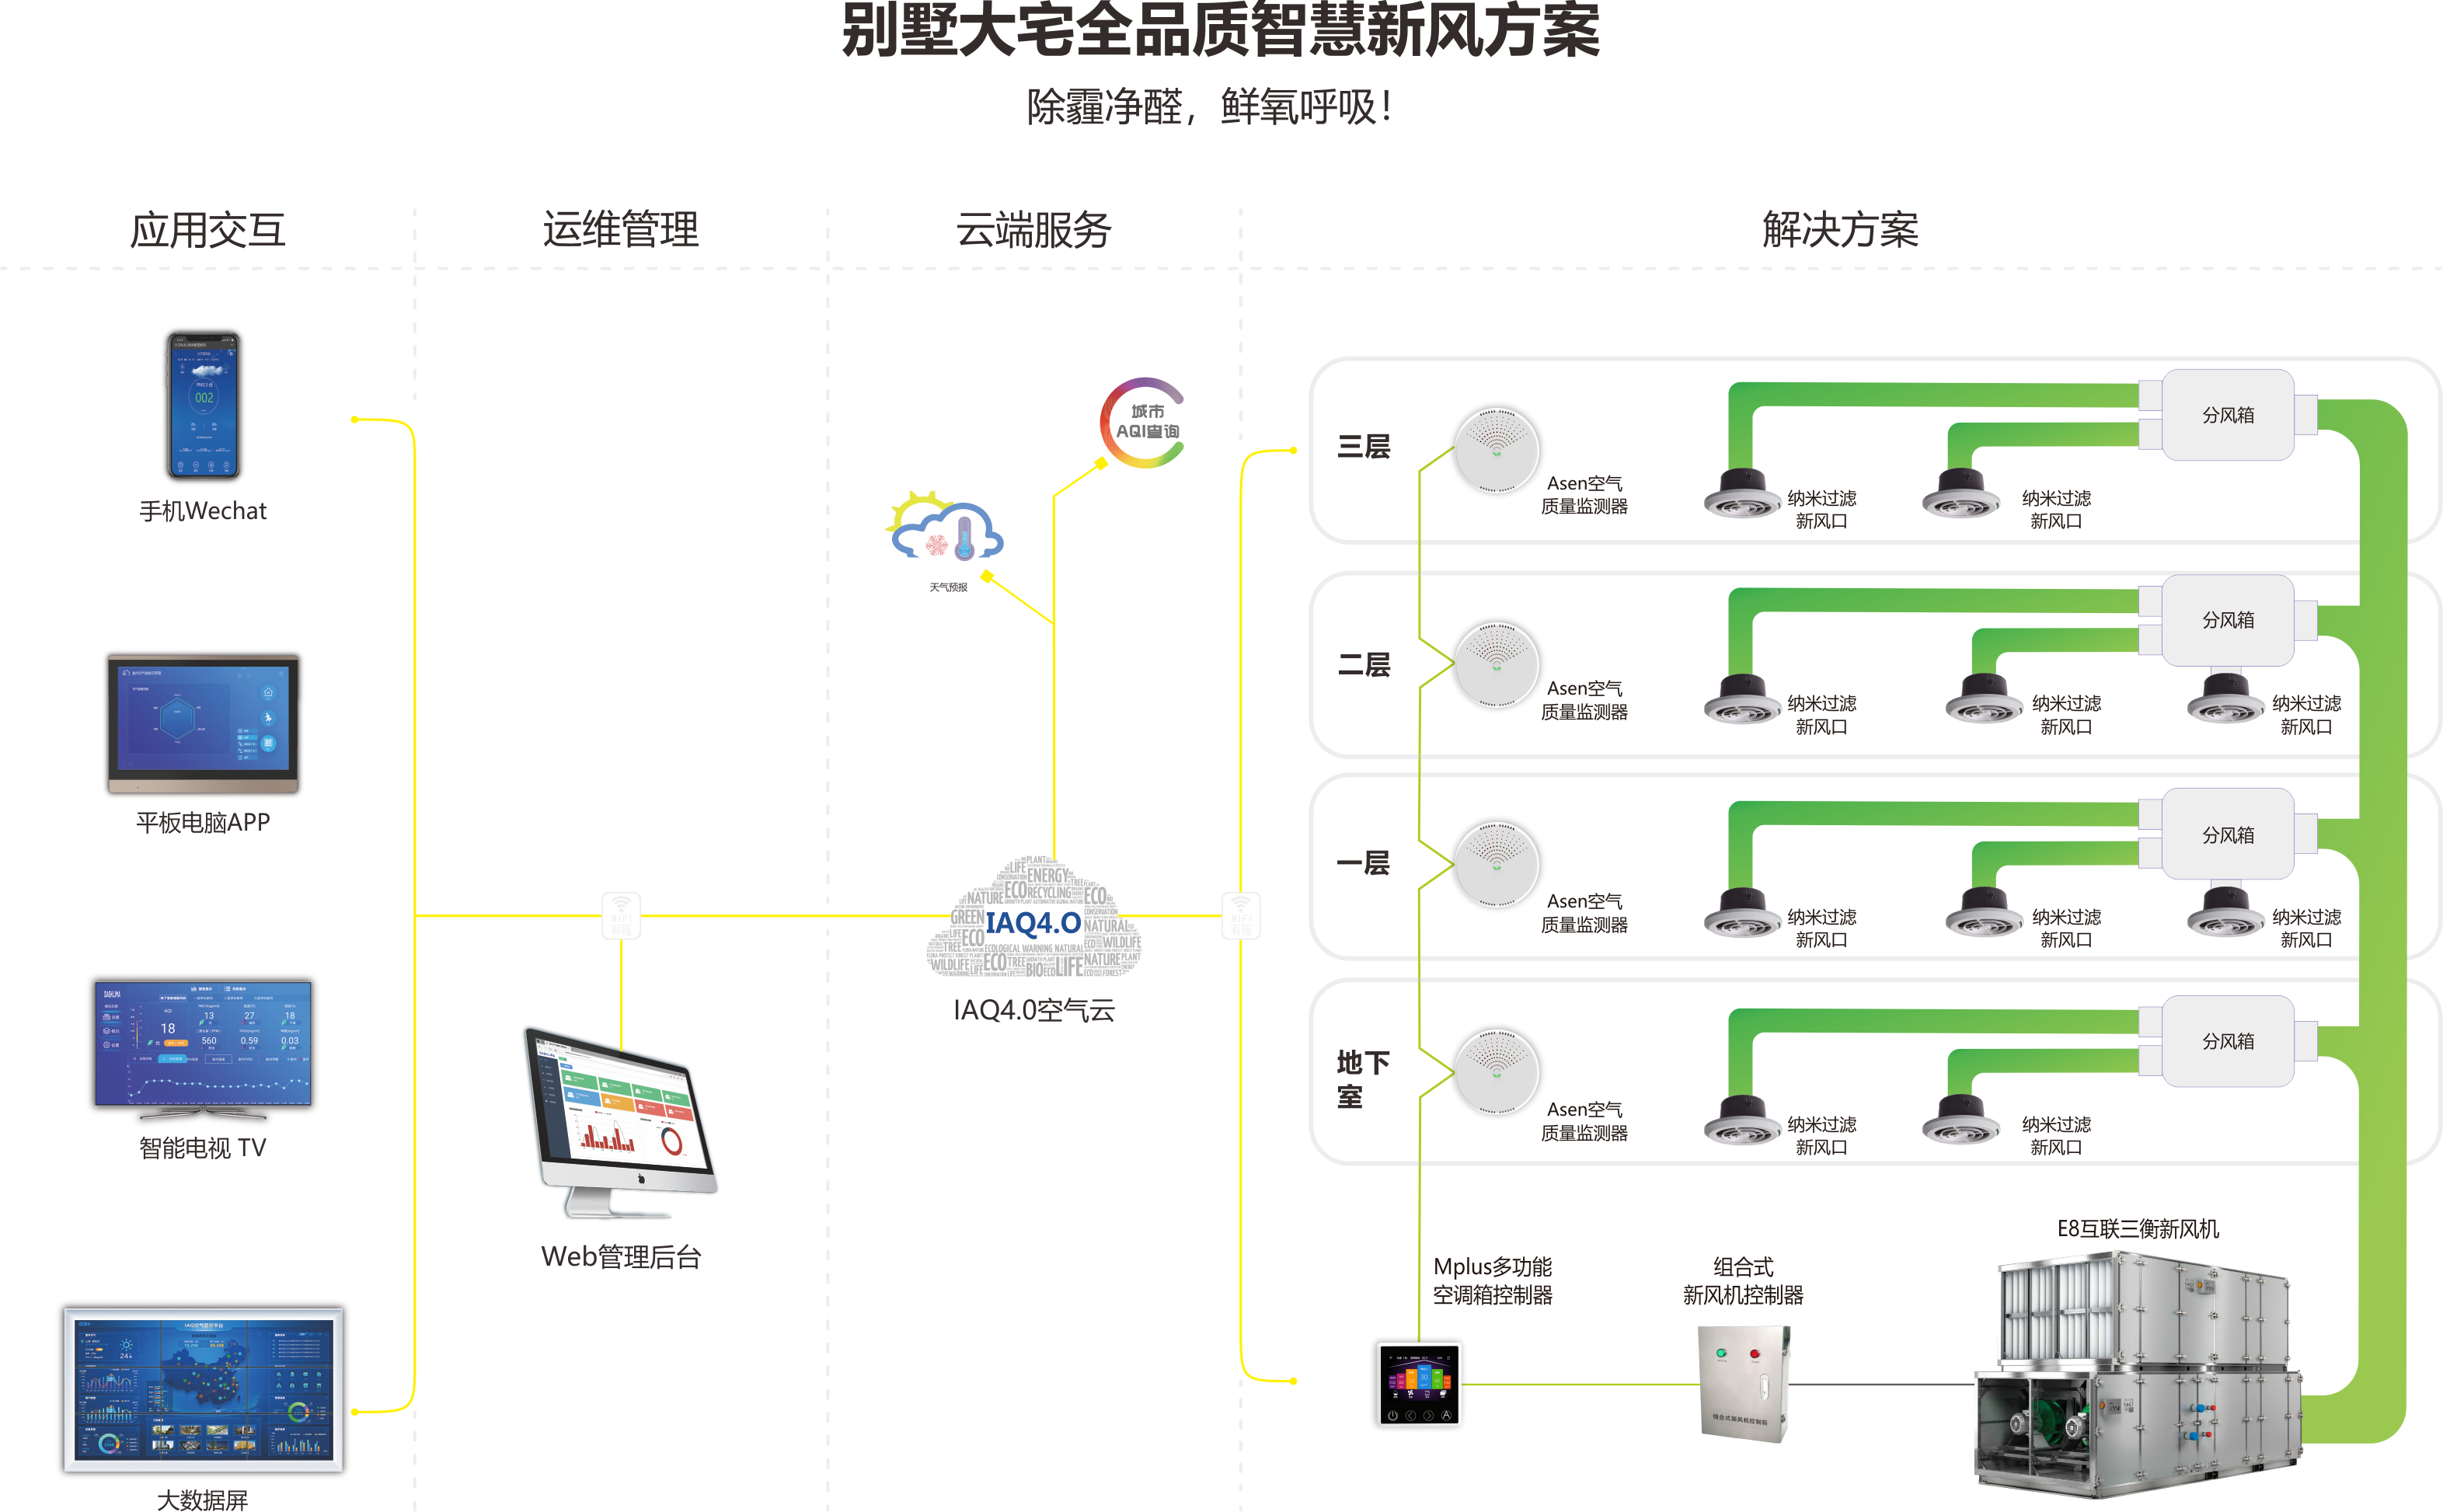 别墅大宅全品质智慧新风方案
除霾净醛，鲜氧呼吸！
应用交互
运维管理
云端服务
解决方案
手机Wechat
平板电脑APP
智能电视 TV
大数据屏
Web管理后台
城市
AQI查询
天气预报
IAQ4.O
IAQ4.0空气云
三层
Asen空气
质量监测器
纳米过滤
新风口
纳米过滤
新风口
分风箱
二层
Asen空气
质量监测器
纳米过滤
新风口
纳米过滤
新风口
纳米过滤
新风口
分风箱
一层
Asen空气
质量监测器
纳米过滤
新风口
纳米过滤
新风口
纳米过滤
新风口
分风箱
地下
室
Asen空气
质量监测器
纳米过滤
新风口
纳米过滤
新风口
分风箱
Mplus多功能
空调箱控制器
组合式
新风机控制器
组合式新风机控制箱
E8互联三衡新风机